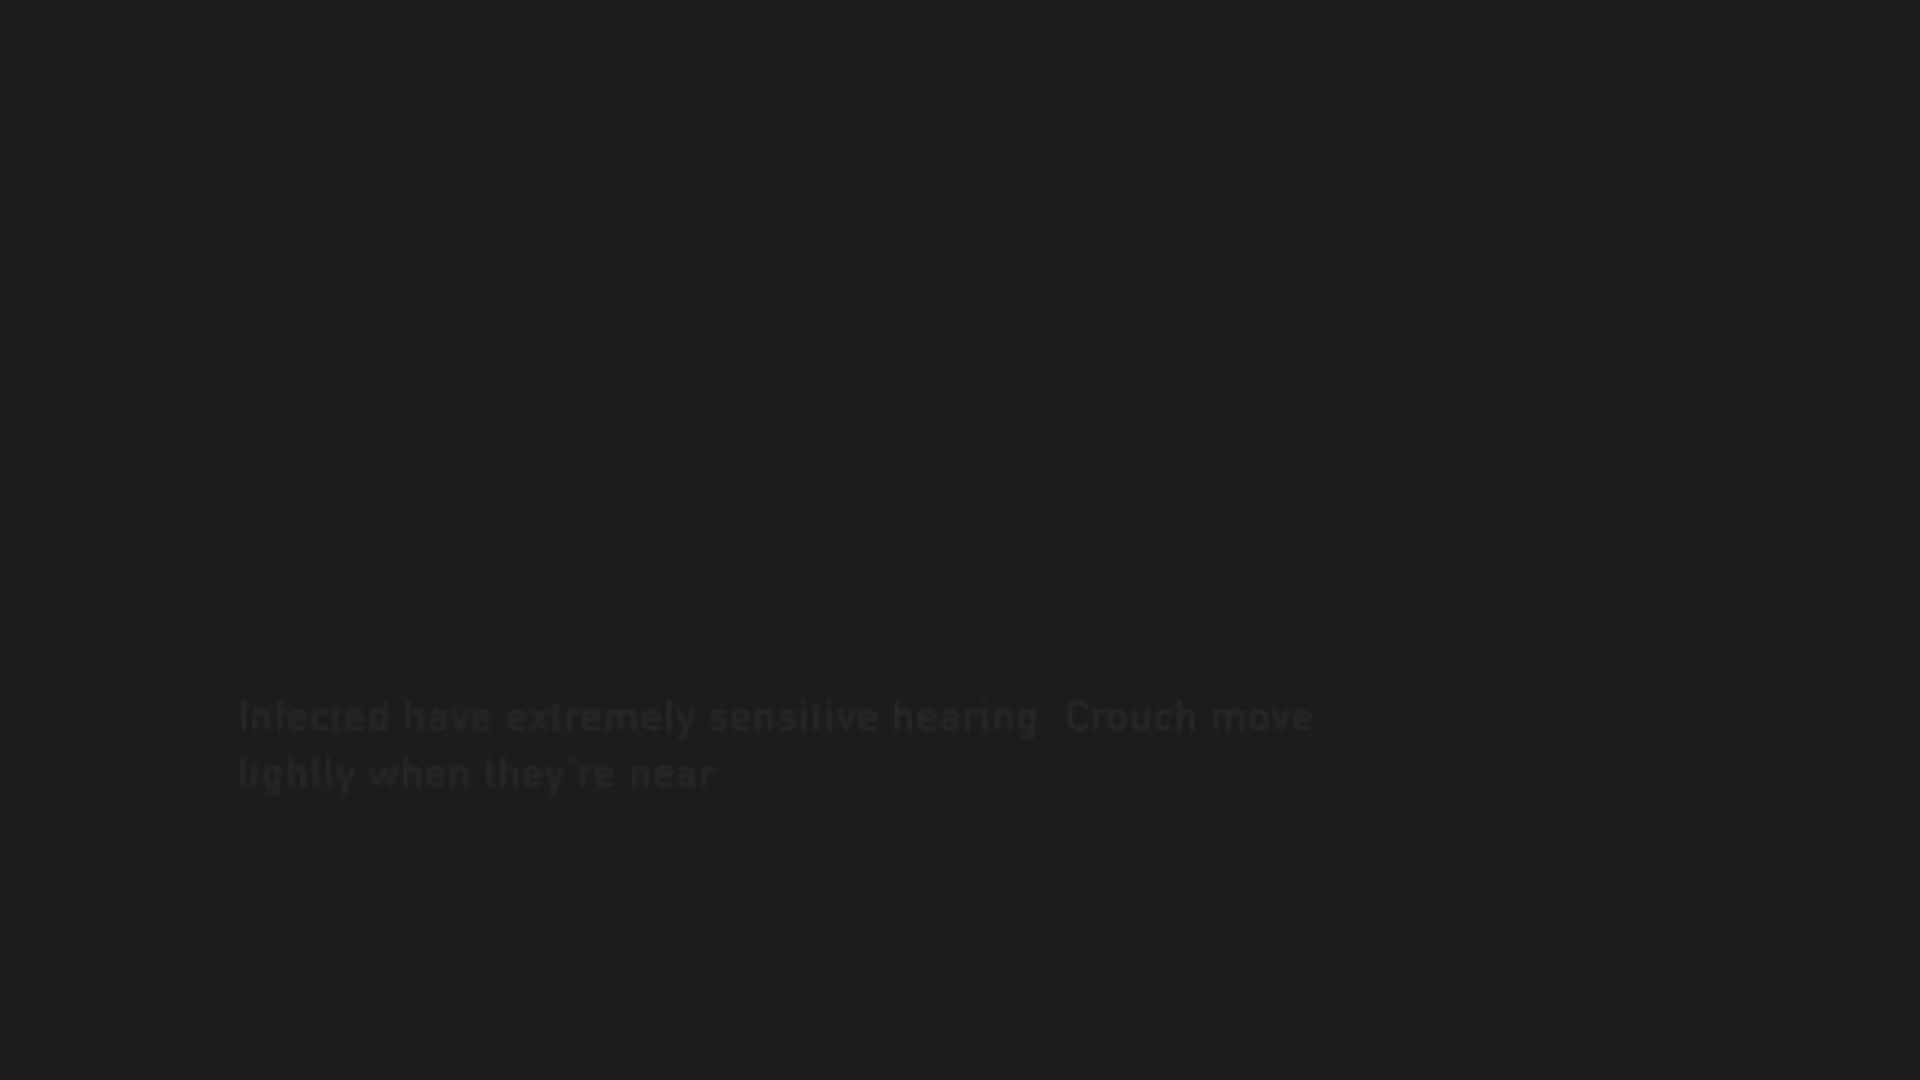 Infected have extremely sensitive hearing. Crouch move
lightly when they're near